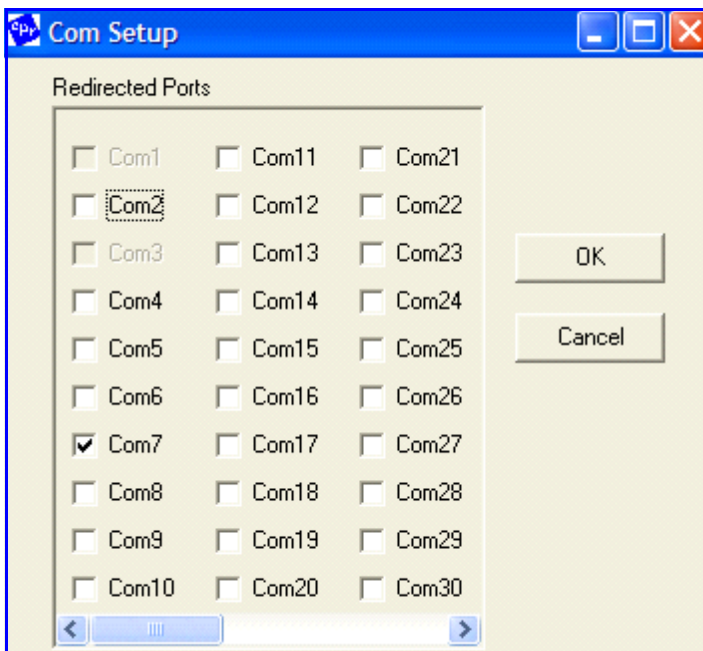 cpr Com Setup
Redirected Ports
Com1 Com11 Com21
Com2 Com12 Com22
Com3 Com13 Com23
OK
Com4 Com14 Com24
Cancel
Com5 Com15 Com25
Com6 Com16 Com26
Com7 Com17 Com27
Com8 Com18 Com28
Com9 Com19 Com29
Com10 Com20 Com30